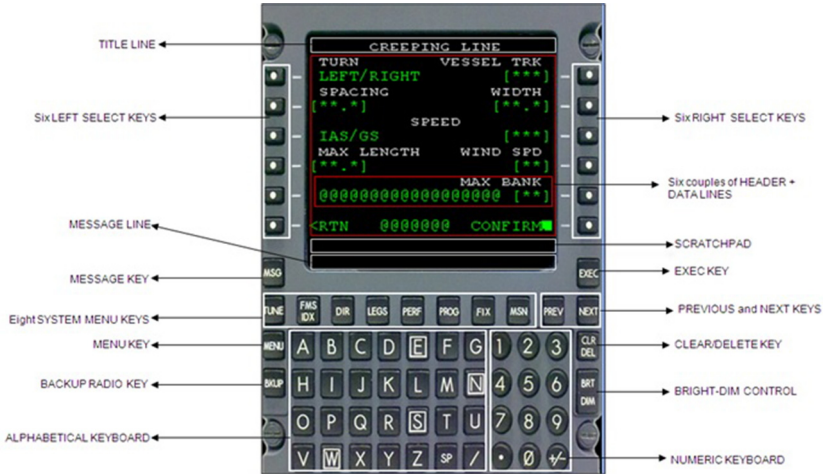 TITLE LINE
CREEPING LINE
TURN VESSEL TRK
LEFT/RIGHT [***]
SPACING WIDTH
[**.*] [**.*]
SPEED
IAS/GS [***]
MAX LENGTH WIND SPD
[**.*] [**]
MAX BANK
@@@@@@@@@@@@@@@@@@ [**]
<RTN @@@@@@@ CONFIRM
Six LEFT SELECT KEYS
Six RIGHT SELECT KEYS
Six couples of HEADER +
DATA LINES
MESSAGE LINE
SCRATCHPAD
MESSAGE KEY
MSG
EXEC
EXEC KEY
Eight SYSTEM MENU KEYS
TUNE FMS IDX DIR LEGS PERF PROG FIX MSN PREV NEXT
PREVIOUS and NEXT KEYS
MENU KEY
MENU A B C D E F G 1 2 3 CLR DEL
CLEAR/DELETE KEY
BACKUP RADIO KEY
BKUP H I J K L M N 4 5 6 BRT DIM
BRIGHT-DIM CONTROL
O P Q R S T U 7 8 9
ALPHABETICAL KEYBOARD
V W X Y Z SP / . 0 +/-
NUMERIC KEYBOARD